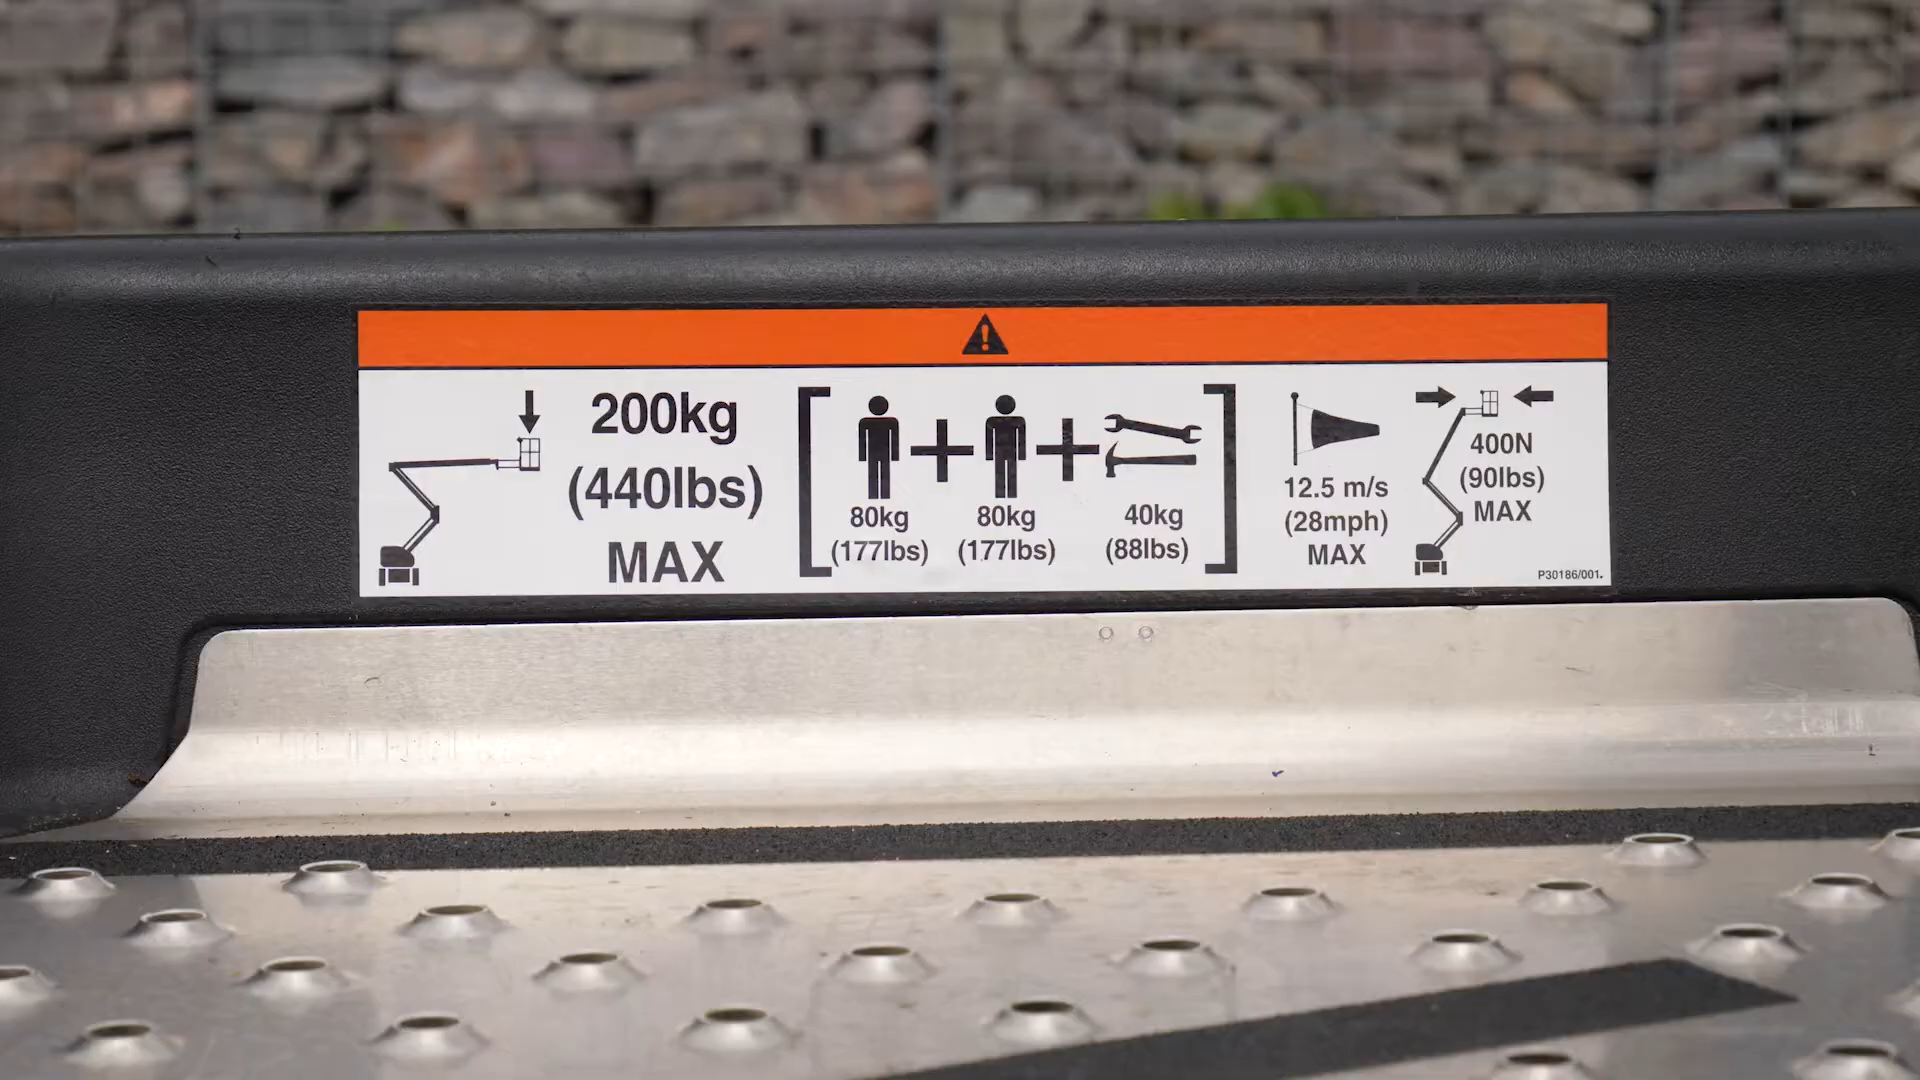 200kg
(440lbs)
MAX
80kg
(177lbs)
80kg
(177lbs)
40kg
(88lbs)
12.5 m/s
(28mph)
MAX
400N
(90lbs)
MAX
P30186/001.